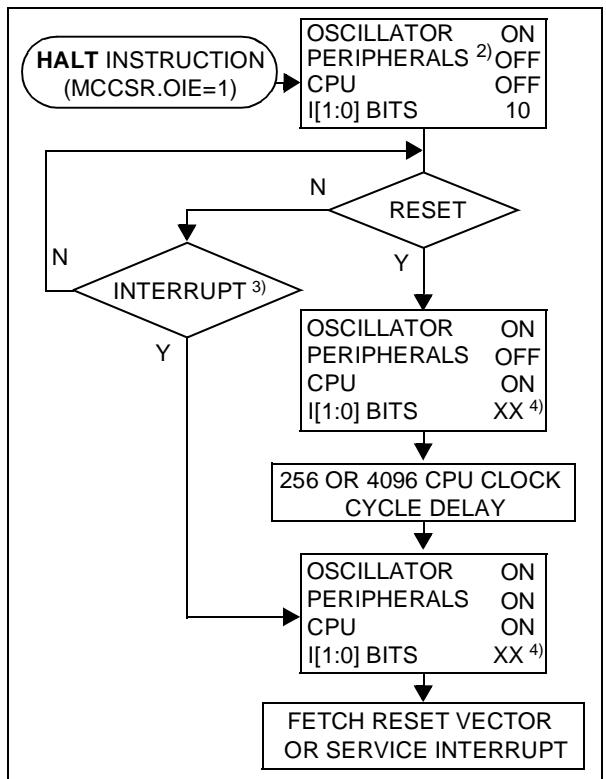 HALT INSTRUCTION
(MCCSR.OIE=1)
OSCILLATOR ON
PERIPHERALS 2) OFF
CPU OFF
I[1:0] BITS 10
N
RESET
Y
N
INTERRUPT 3)
Y
OSCILLATOR ON
PERIPHERALS OFF
CPU ON
I[1:0] BITS XX 4)
256 OR 4096 CPU CLOCK
CYCLE DELAY
OSCILLATOR ON
PERIPHERALS ON
CPU ON
I[1:0] BITS XX 4)
FETCH RESET VECTOR
OR SERVICE INTERRUPT